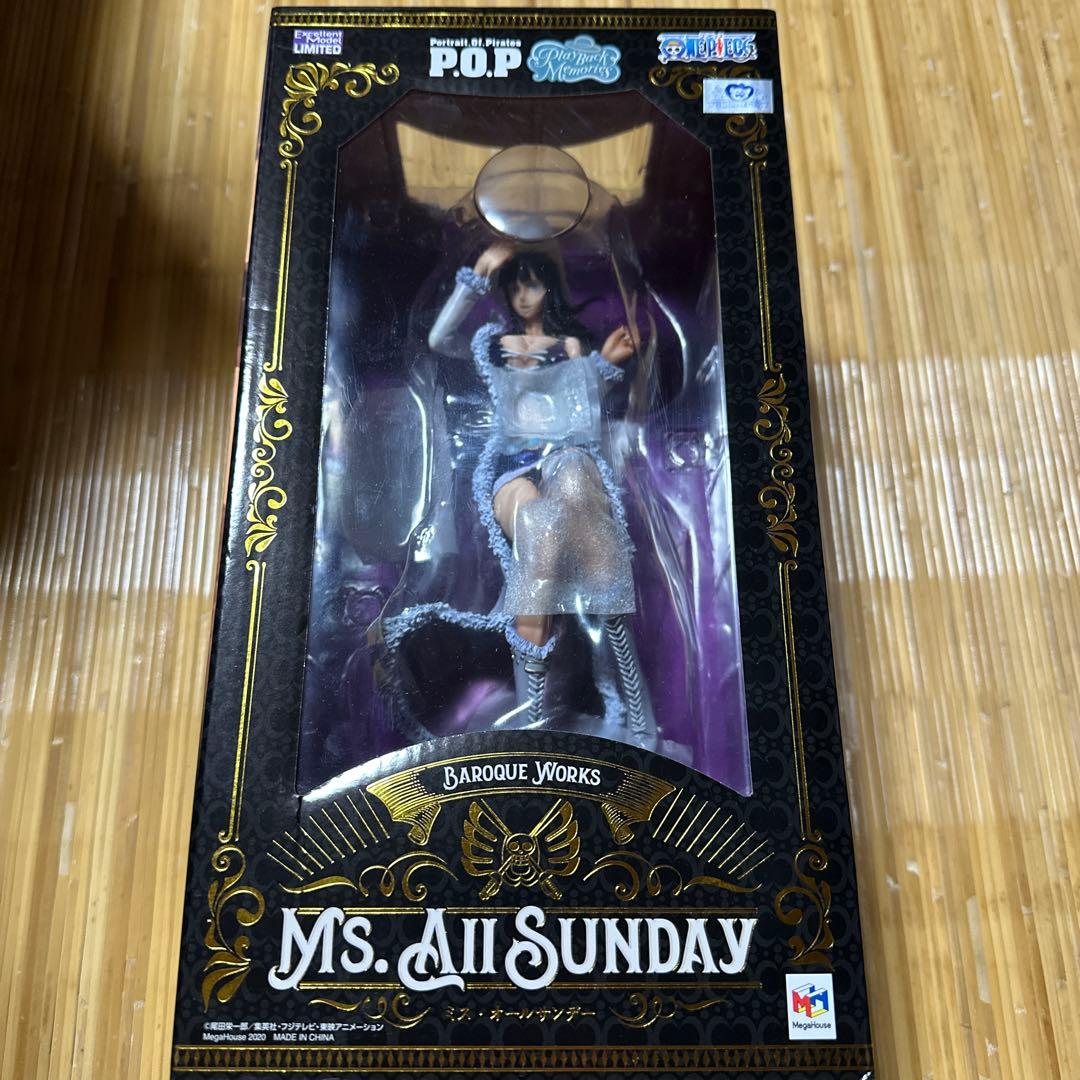 Excellent
Model
LIMITED
Portrait.Of.Pirates
P.O.P
Play Back
Memories
ONE PIECE
BAROQUE WORKS
Ms. All Sunday
ミス・オールサンデー
©尾田栄一郎／集英社・フジテレビ・東映アニメーション
MegaHouse 2020 MADE IN CHINA
MegaHouse